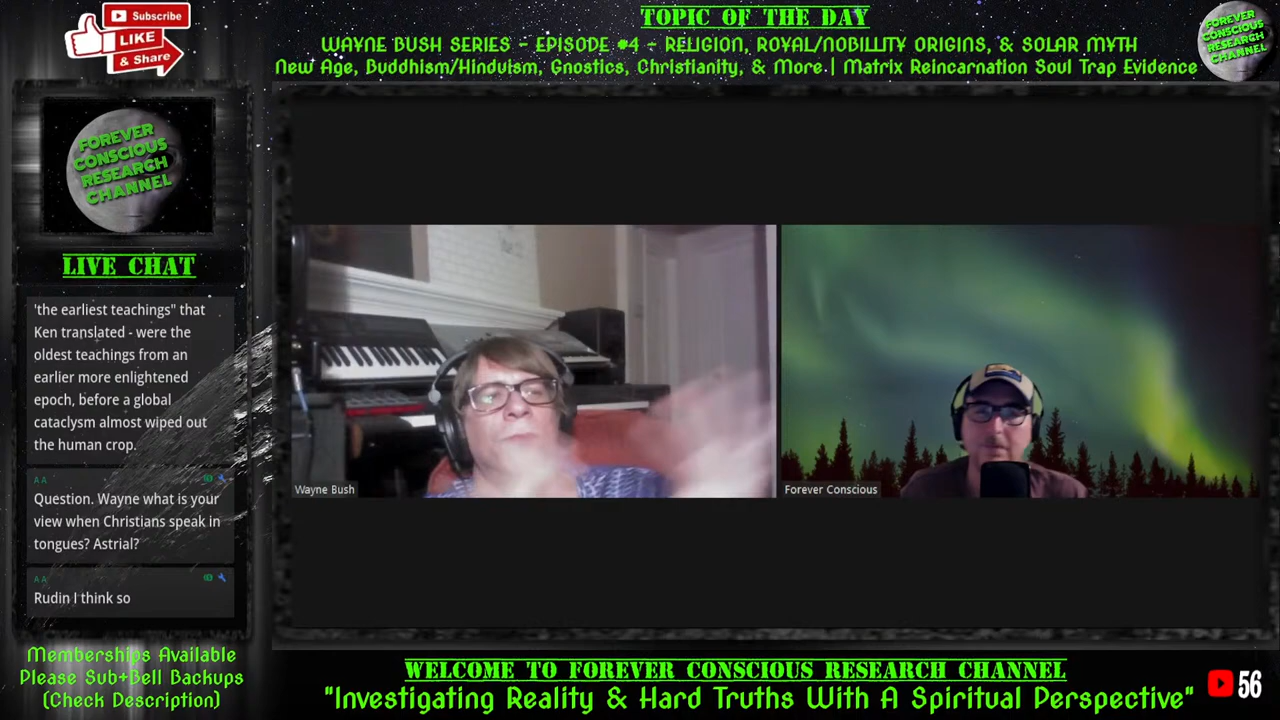 Subscribe
LIKE
& Share
TOPIC OF THE DAY
WAYNE BUSH SERIES - EPISODE #4 - RELIGION, ROYAL/NOBILLITY ORIGINS, & SOLAR MYTH
New Age, Buddhism/Hinduism, Gnostics, Christianity, & More | Matrix Reincarnation Soul Trap Evidence
FOREVER
CONSCIOUS
RESEARCH
CHANNEL
FOREVER
CONSCIOUS
RESEARCH
CHANNEL
LIVE CHAT
'the earliest teachings" that
Ken translated - were the
oldest teachings from an
earlier more enlightened
epoch, before a global
cataclysm almost wiped out
the human crop.
A A
Question. Wayne what is your
view when Christians speak in
tongues? Astrial?
A A
Rudin I think so
Wayne Bush
Forever Conscious
Memberships Available
Please Sub+Bell Backups
(Check Description)
WELCOME TO FOREVER CONSCIOUS RESEARCH CHANNEL
"Investigating Reality & Hard Truths With A Spiritual Perspective"
56